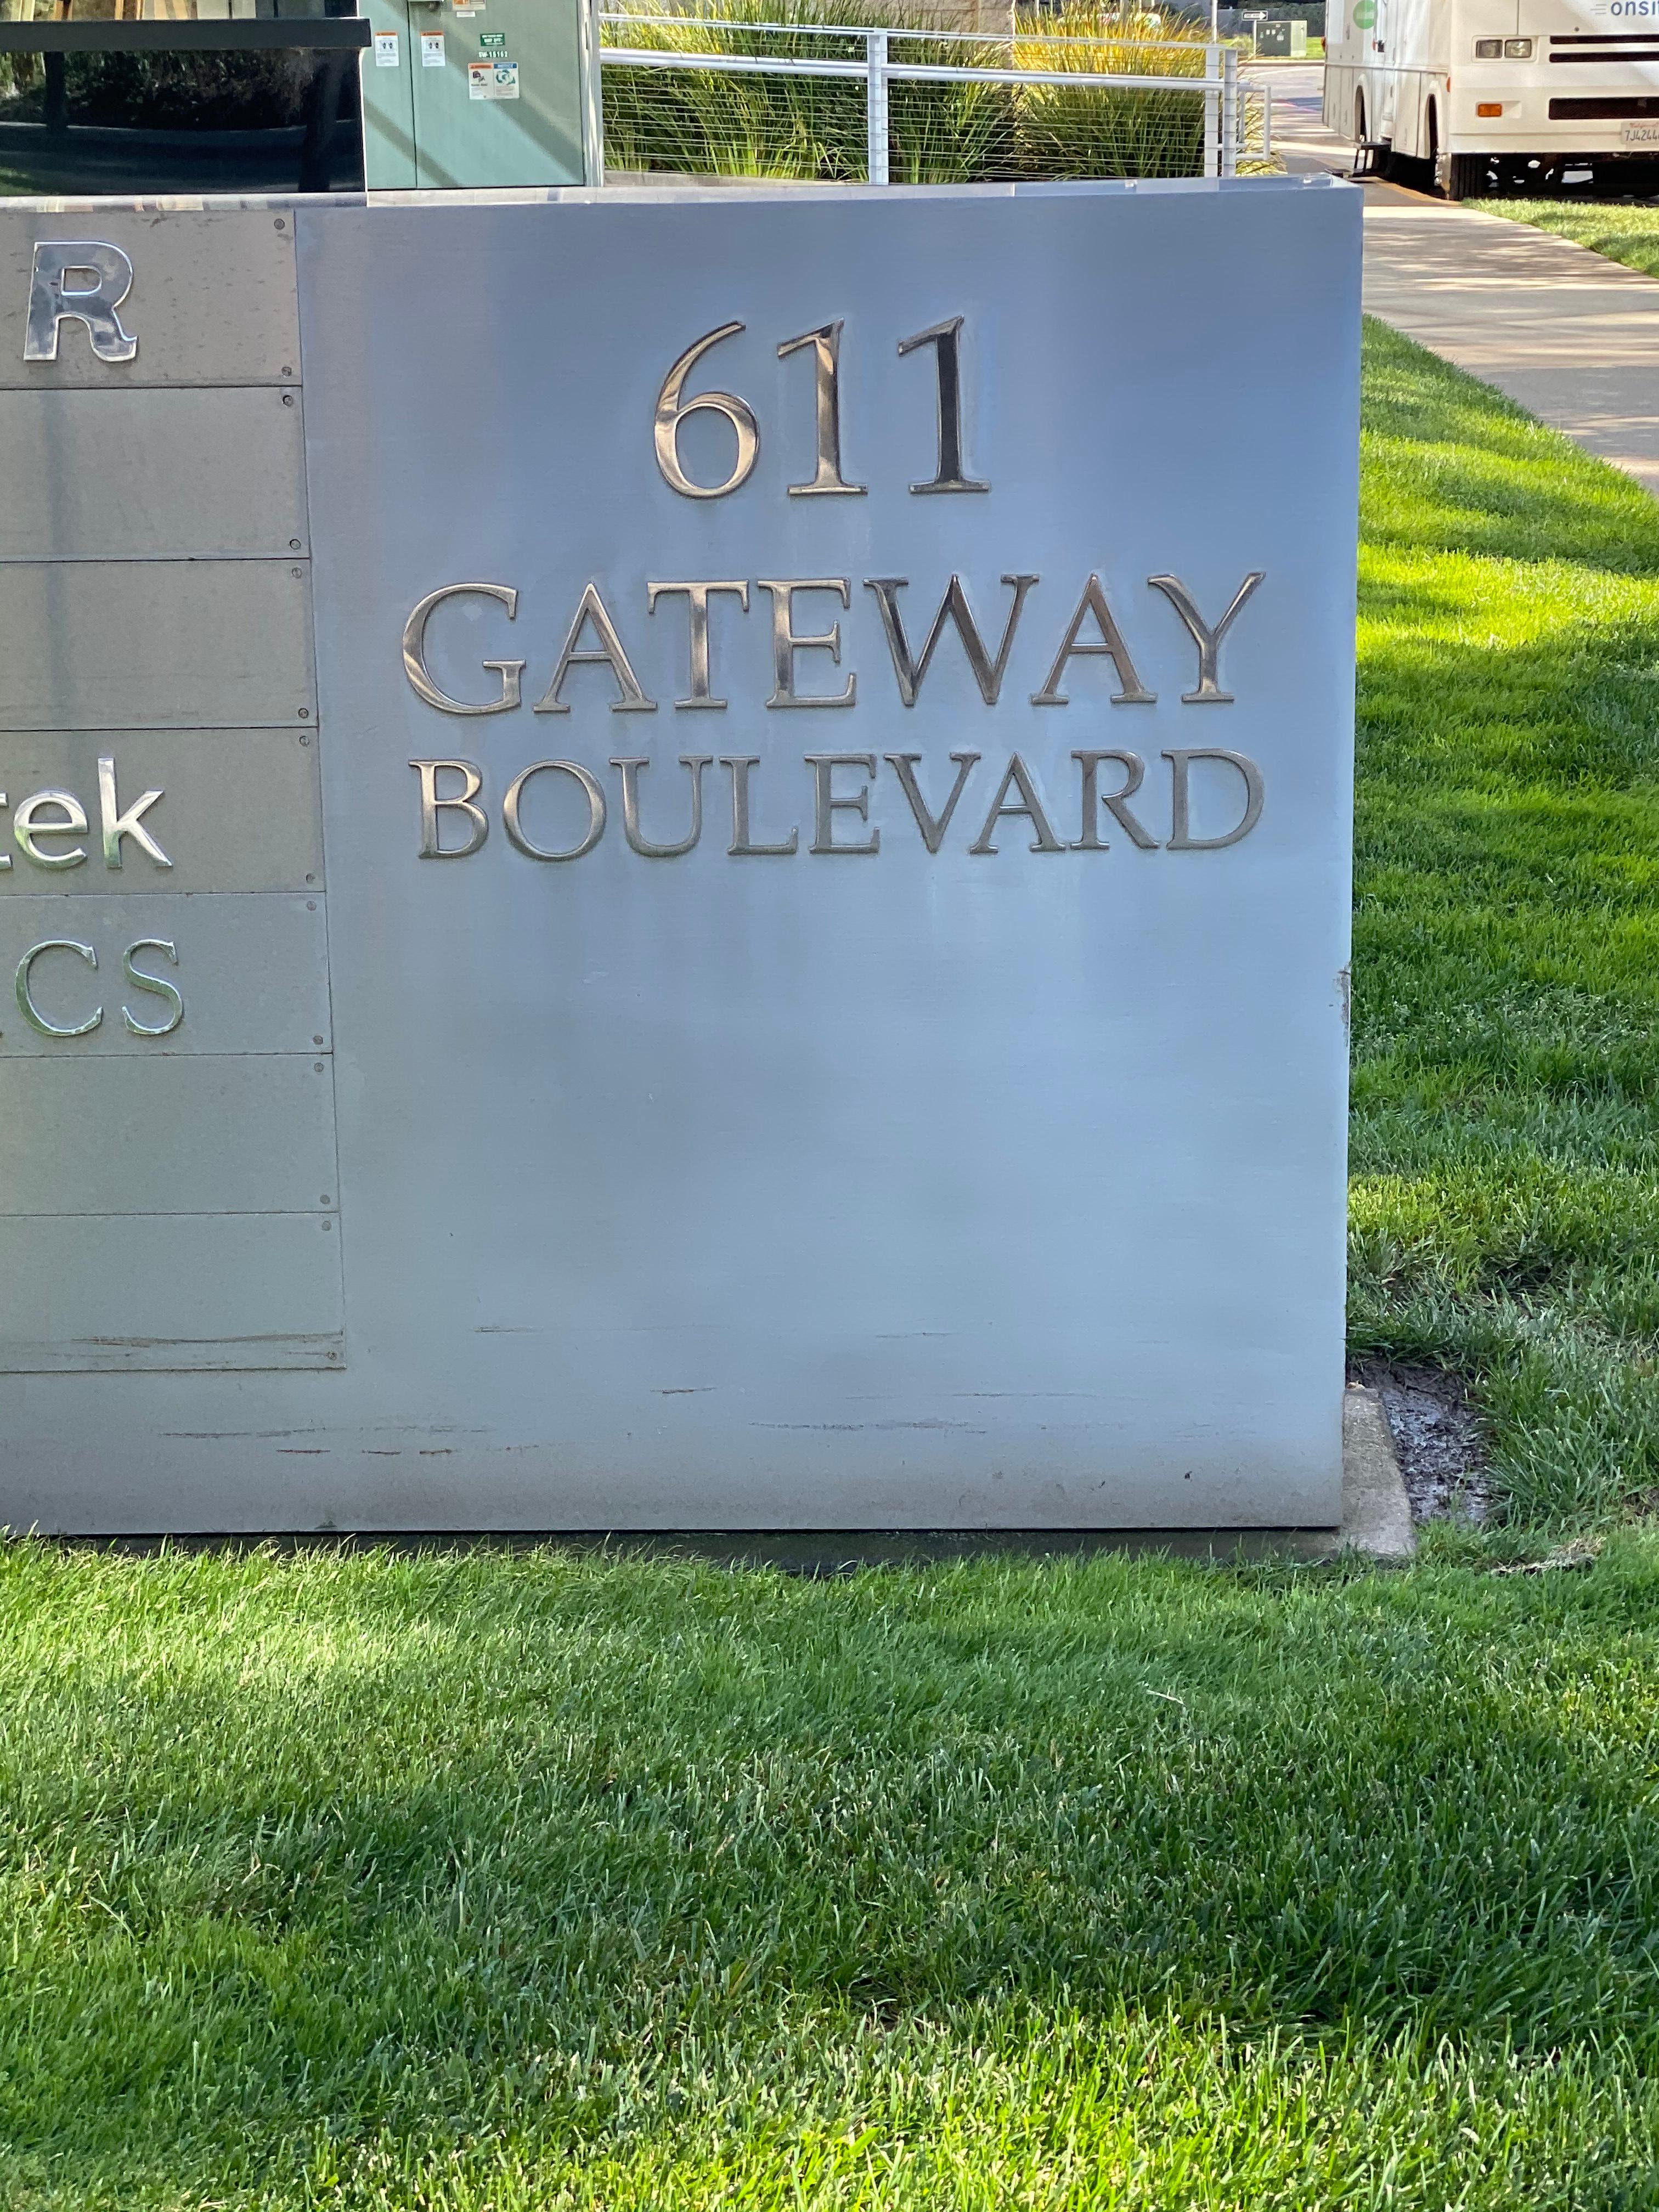 R
611
GATEWAY
BOULEVARD
tek
CS